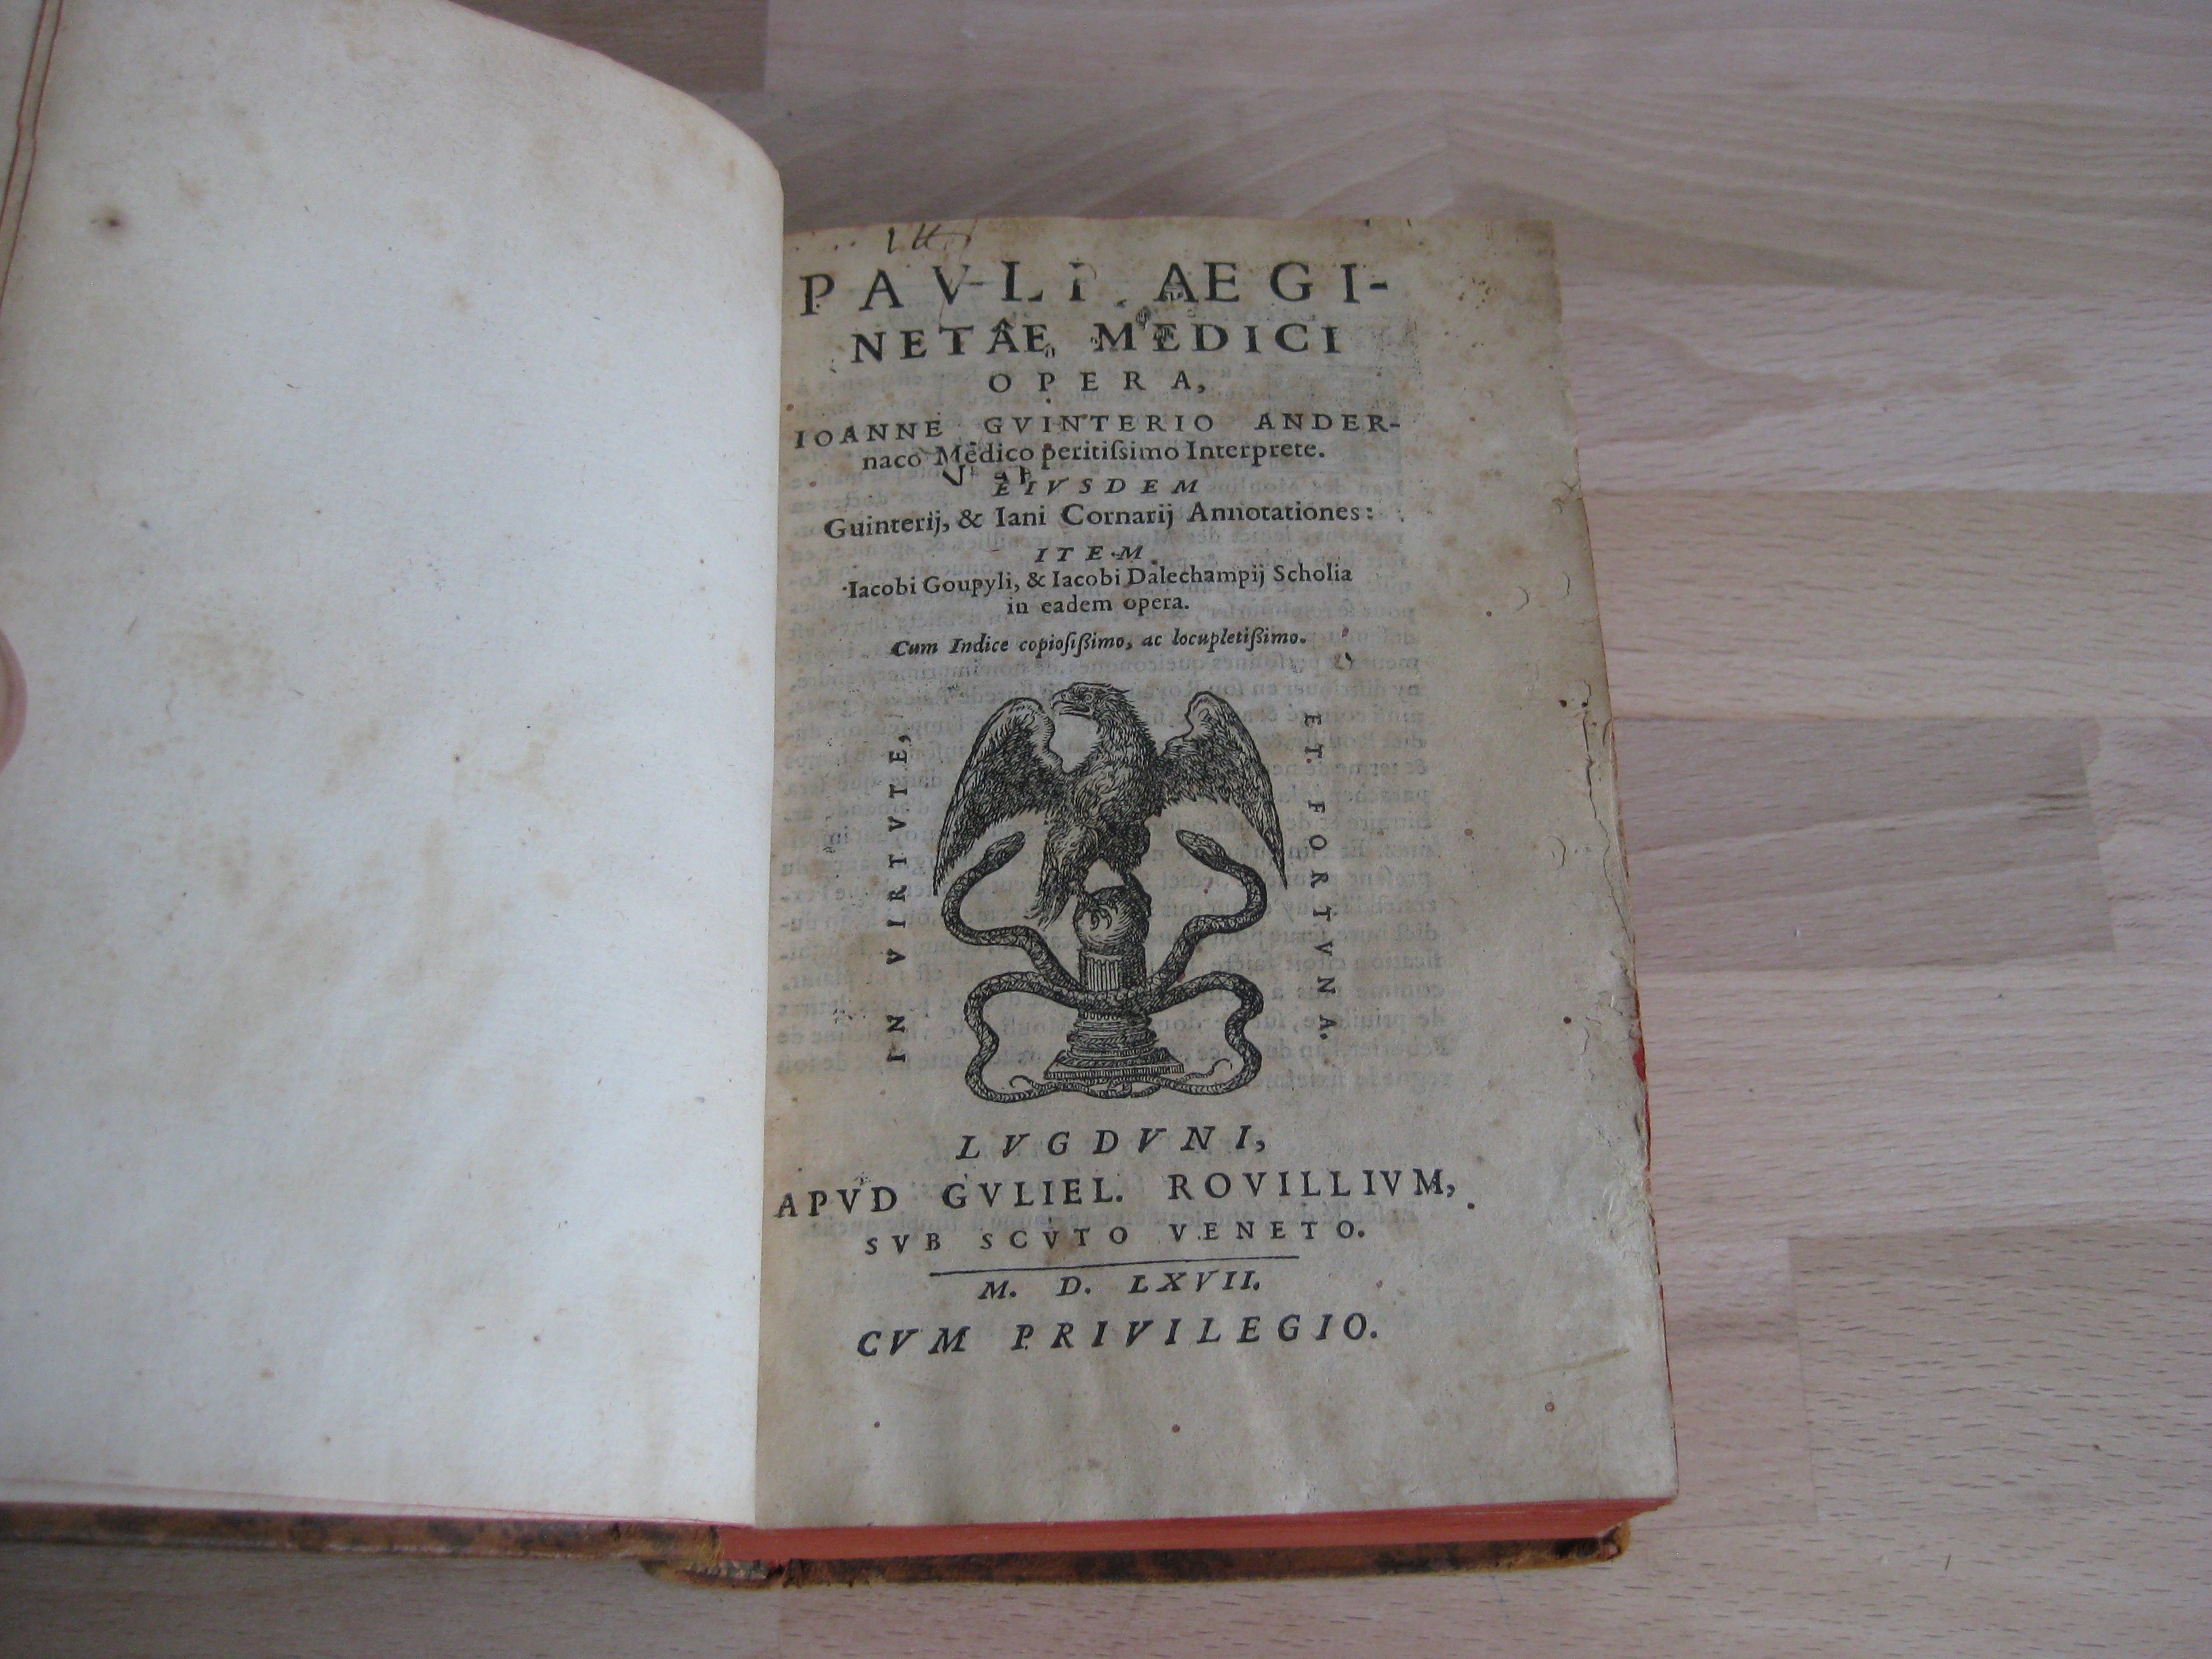 PAVLI AEGI-
NETAE MEDICI
OPERA,
IOANNE GVINTERIO ANDER-
naco Medico peritiſsimo Interprete.
EIVSDEM
Guinterij, & Iani Cornarij Annotationes:
ITEM
Iacobi Goupyli, & Iacobi Dalechampij Scholia
in eadem opera.
Cum Indice copioſißimo, ac locupletißimo.
IN VIRTVTE,
ET FORTVNA.
LVGDVNI,
APVD GVLIEL. ROVILLIVM,
SVB SCVTO VENETO.
M. D. LXVII.
CVM PRIVILEGIO.